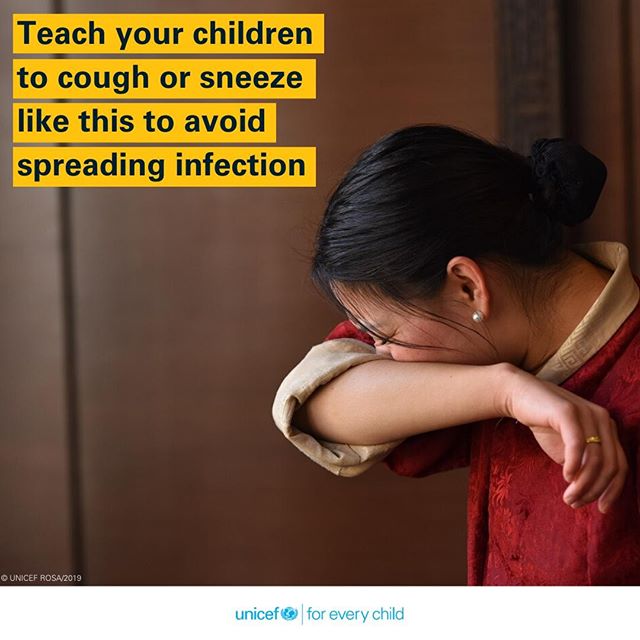 Teach your children
to cough or sneeze
like this to avoid
spreading infection
© UNICEF ROSA/2019
unicef for every child